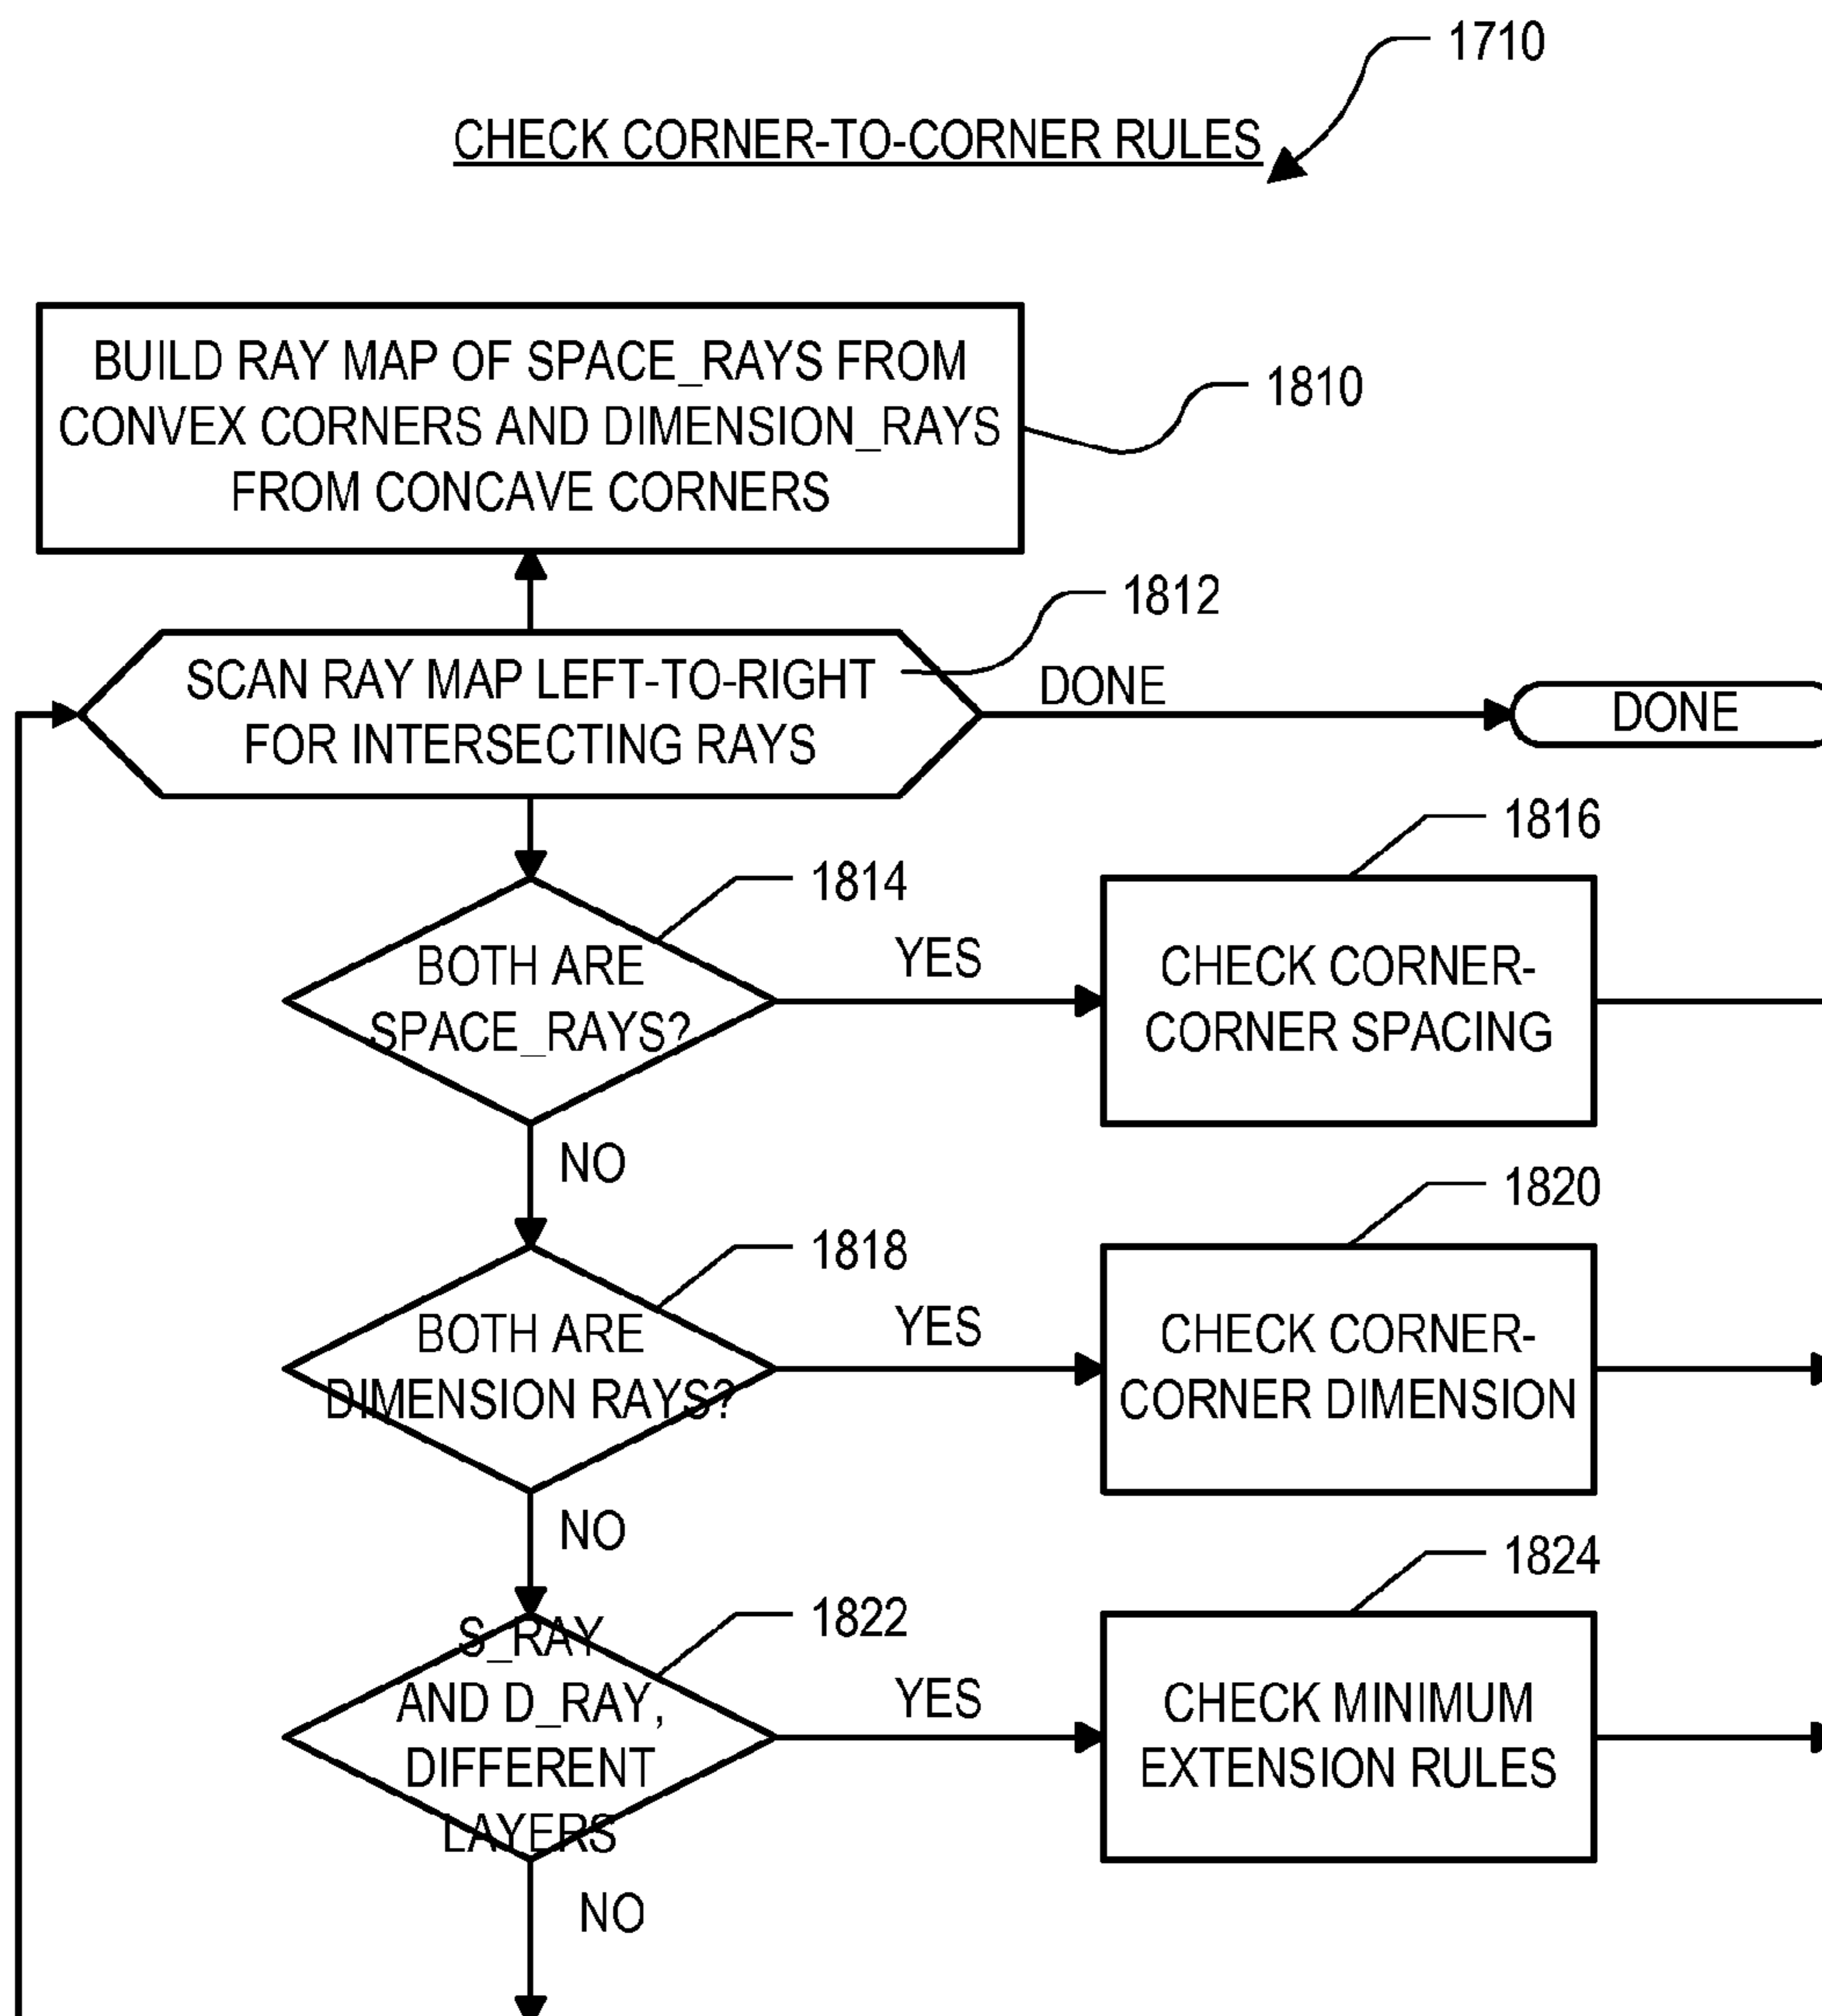 1710
CHECK CORNER-TO-CORNER RULES
BUILD RAY MAP OF SPACE_RAYS FROM
CONVEX CORNERS AND DIMENSION_RAYS
FROM CONCAVE CORNERS
1810
1812
SCAN RAY MAP LEFT-TO-RIGHT
FOR INTERSECTING RAYS
DONE
DONE
1814
BOTH ARE
SPACE_RAYS?
YES
1816
CHECK CORNER-
CORNER SPACING
NO
1818
BOTH ARE
DIMENSION RAYS?
YES
1820
CHECK CORNER-
CORNER DIMENSION
NO
1822
S_RAY
AND D_RAY,
DIFFERENT
LAYERS
YES
1824
CHECK MINIMUM
EXTENSION RULES
NO